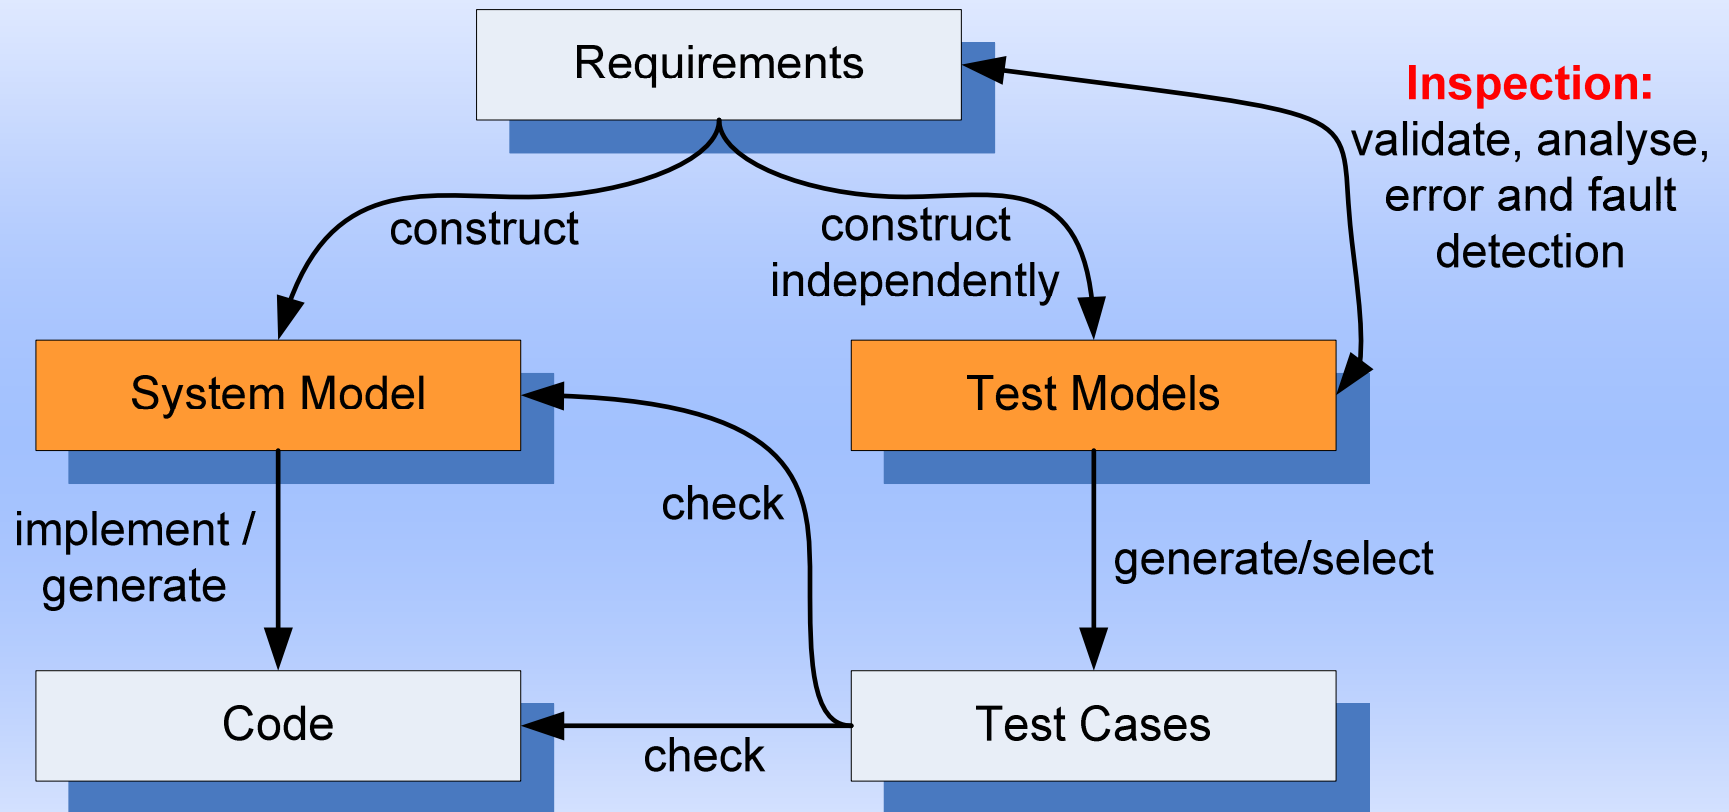 Requirements
Inspection:
validate, analyse,
error and fault
detection
construct
construct
independently
System Model
Test Models
check
implement /
generate
generate/select
Code
Test Cases
check